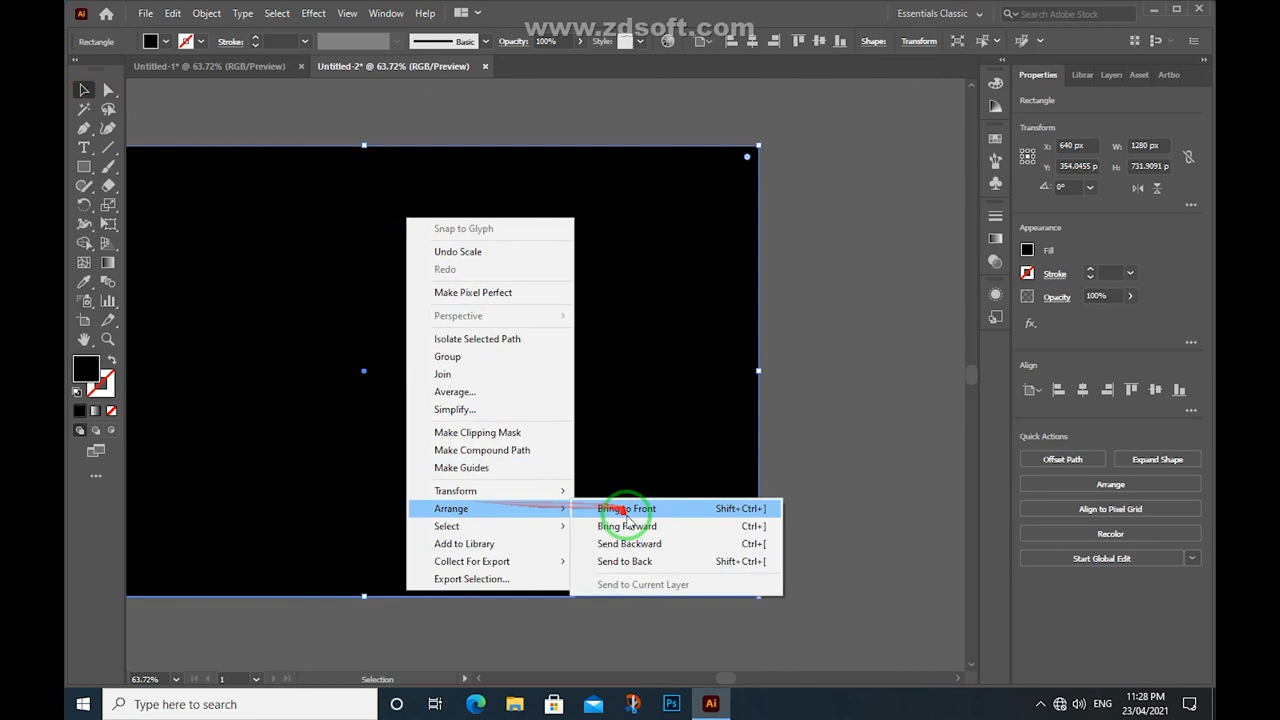 Ai File Edit Object Type Select Effect View Window Help Essentials Classic Search Adobe Stock
www.zdsoft.com
Rectangle Stroke: Basic Opacity: 100% Style: Shape: Transform
Untitled-1* @ 63.72% (RGB/Preview) × Untitled-2* @ 63.72% (RGB/Preview) ×
Properties Librar Layers Asset Artbo
Rectangle
Transform
X: 640 px W: 1280 px
Y: 354.0455 p H: 731.9091 p
0°
Appearance
Fill
Stroke
Opacity 100%
fx.
Align
Quick Actions
Offset Path Expand Shape
Arrange
Align to Pixel Grid
Recolor
Start Global Edit
Snap to Glyph
Undo Scale
Redo
Make Pixel Perfect
Perspective
Isolate Selected Path
Group
Join
Average...
Simplify...
Make Clipping Mask
Make Compound Path
Make Guides
Transform
Arrange
Select
Add to Library
Collect For Export
Export Selection...
Bring to Front Shift+Ctrl+]
Bring Forward Ctrl+]
Send Backward Ctrl+[
Send to Back Shift+Ctrl+[
Send to Current Layer
63.72% 1 Selection
Type here to search Ps Ai 11:28 PM
23/04/2021